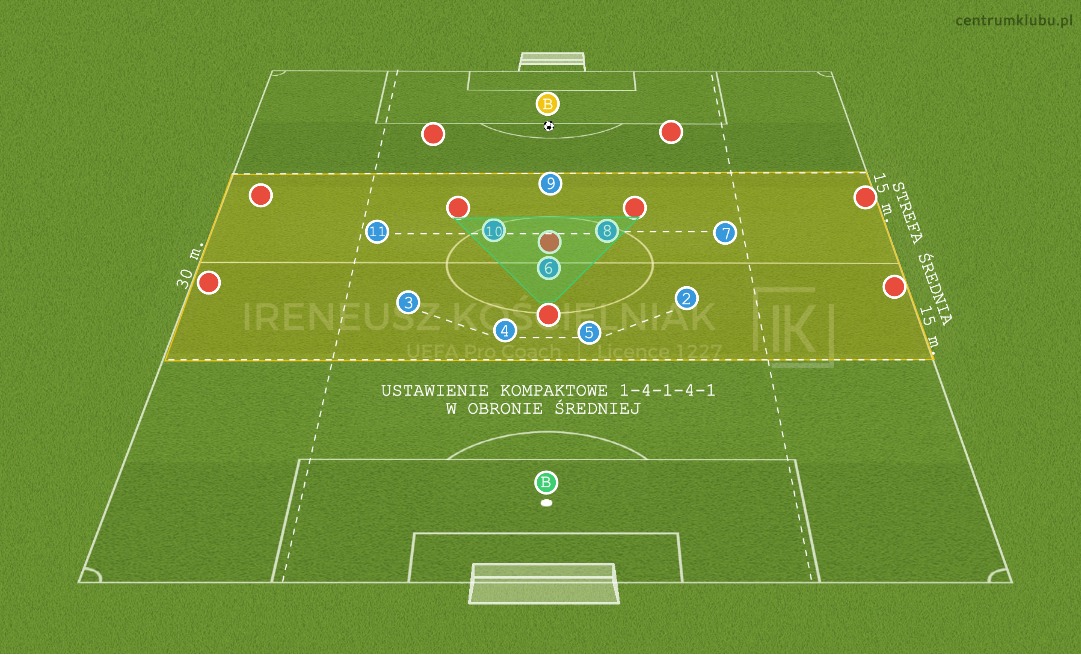 centrumklubu.pl
B
9
15 m.
STREFA ŚREDNIA
11
10
8
7
30 m.
6
3
2
15 m.
IRENEUSZ KOŚCIELNIAK
IK
4
5
UEFA Pro Coach | Licence 1227
USTAWIENIE KOMPAKTOWE 1-4-1-4-1
W OBRONIE ŚREDNIEJ
B